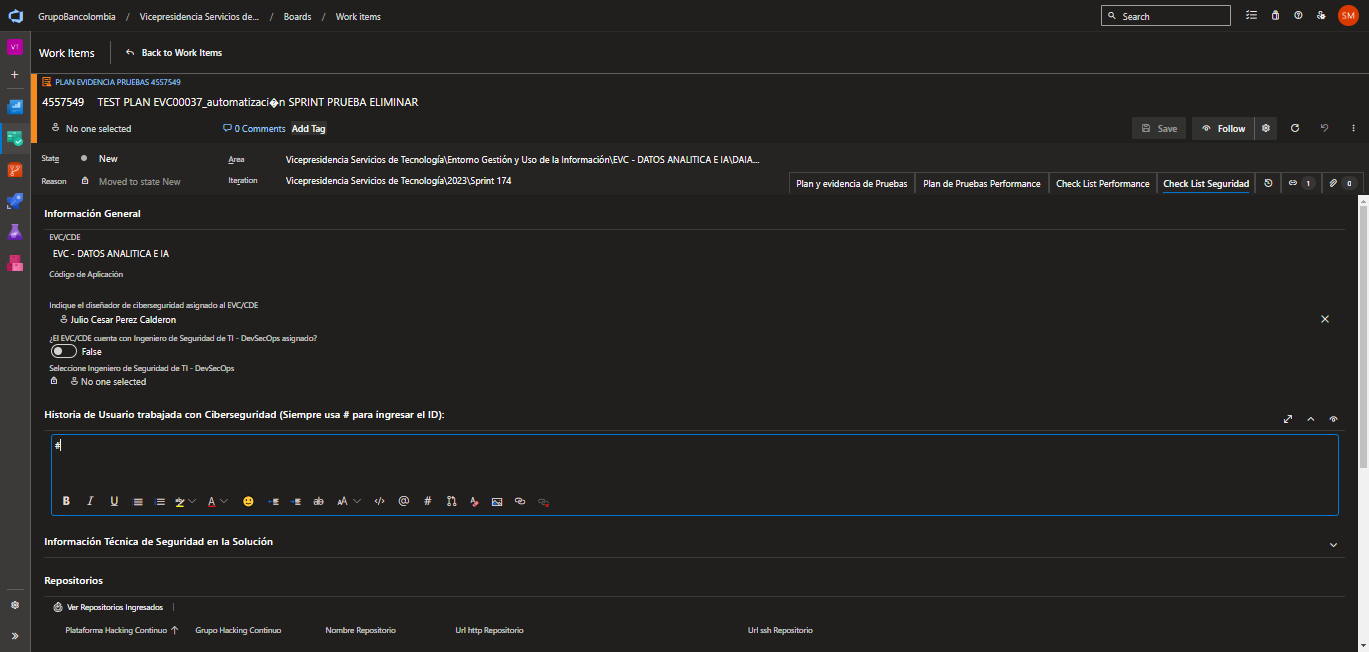 GrupoBancolombia / Vicepresidencia Servicios de... / Boards / Work items
Search
SM
VT
Work Items
Back to Work Items
PLAN EVIDENCIA PRUEBAS 4557549
4557549 TEST PLAN EVC00037_automatizaci�n SPRINT PRUEBA ELIMINAR
No one selected
0 Comments
Add Tag
Save
Follow
State
New
Area
Vicepresidencia Servicios de Tecnología\Entorno Gestión y Uso de la Información\EVC - DATOS ANALITICA E IA\DAIA...
Reason
Moved to state New
Iteration
Vicepresidencia Servicios de Tecnología\2023\Sprint 174
Plan y evidencia de Pruebas
Plan de Pruebas Performance
Check List Performance
Check List Seguridad
1
0
Información General
EVC/CDE
EVC - DATOS ANALITICA E IA
Código de Aplicación
Indique el diseñador de ciberseguridad asignado al EVC/CDE
Julio Cesar Perez Calderon
¿El EVC/CDE cuenta con Ingeniero de Seguridad de TI - DevSecOps asignado?
False
Seleccione Ingeniero de Seguridad de TI - DevSecOps
No one selected
Historia de Usuario trabajada con Ciberseguridad (Siempre usa # para ingresar el ID):
#
B I U ab A ab AA </> @ #
Información Técnica de Seguridad en la Solución
Repositorios
Ver Repositorios Ingresados
Plataforma Hacking Continuo ↑ Grupo Hacking Continuo Nombre Repositorio Url http Repositorio Url ssh Repositorio